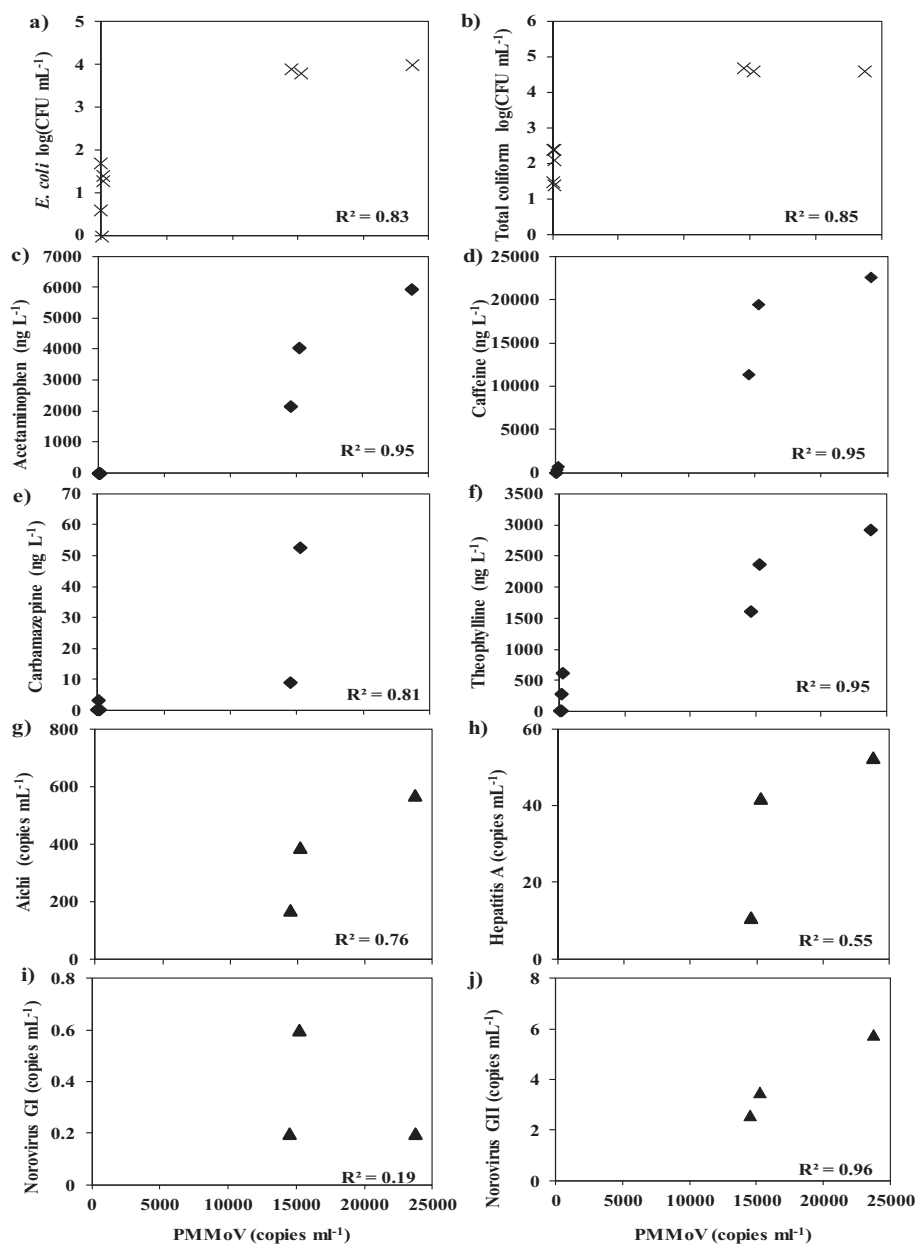 a)
5
4
3
2
1
0
E. coli log(CFU mL⁻¹)
R² = 0.83
b)
6
5
4
3
2
1
0
Total coliform log(CFU mL⁻¹)
R² = 0.85
c)
7000
6000
5000
4000
3000
2000
1000
0
Acetaminophen (ng L⁻¹)
R² = 0.95
d)
25000
20000
15000
10000
5000
0
Caffeine (ng L⁻¹)
R² = 0.95
e)
70
60
50
40
30
20
10
0
Carbamazepine (ng L⁻¹)
R² = 0.81
f)
3500
3000
2500
2000
1500
1000
500
0
Theophylline (ng L⁻¹)
R² = 0.95
g)
800
600
400
200
0
Aichi (copies mL⁻¹)
R² = 0.76
h)
60
40
20
0
Hepatitis A (copies mL⁻¹)
R² = 0.55
i)
0.8
0.6
0.4
0.2
0
Norovirus GI (copies mL⁻¹)
R² = 0.19
0 5000 10000 15000 20000 25000
PMMoV (copies ml⁻¹)
j)
8
6
4
2
0
Norovirus GII (copies mL⁻¹)
R² = 0.96
0 5000 10000 15000 20000 25000
PMMoV (copies ml⁻¹)